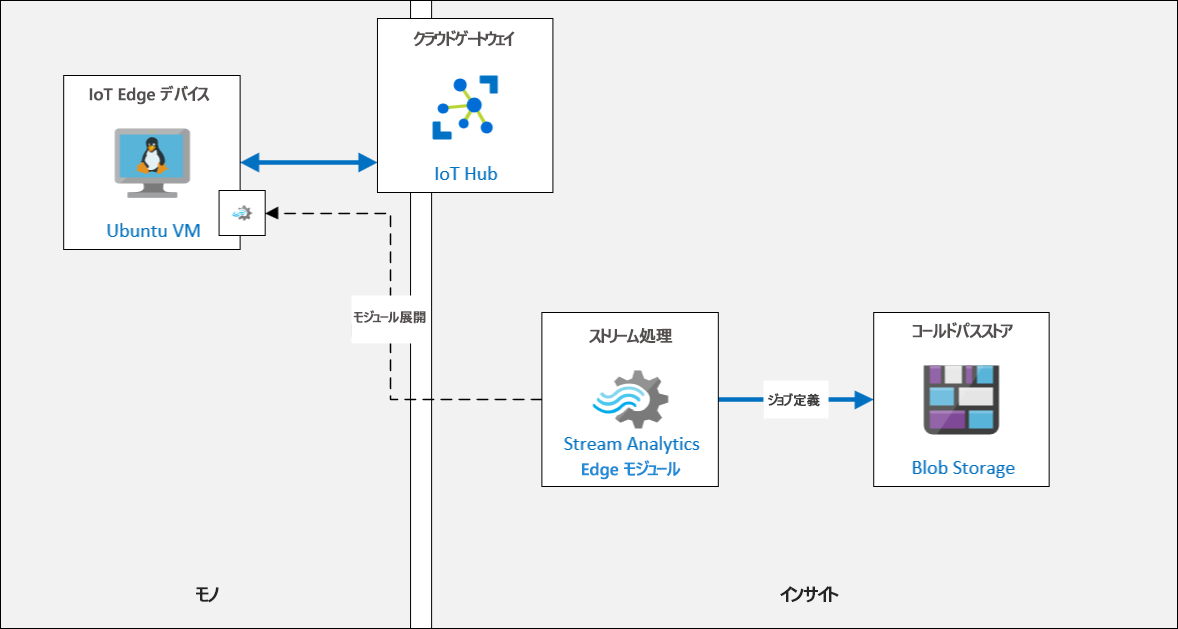 クラウドゲートウェイ
IoT Hub
IoT Edge デバイス
Ubuntu VM
モジュール展開
ストリーム処理
Stream Analytics
Edge モジュール
ジョブ定義
コールドパスストア
Blob Storage
モノ
インサイト